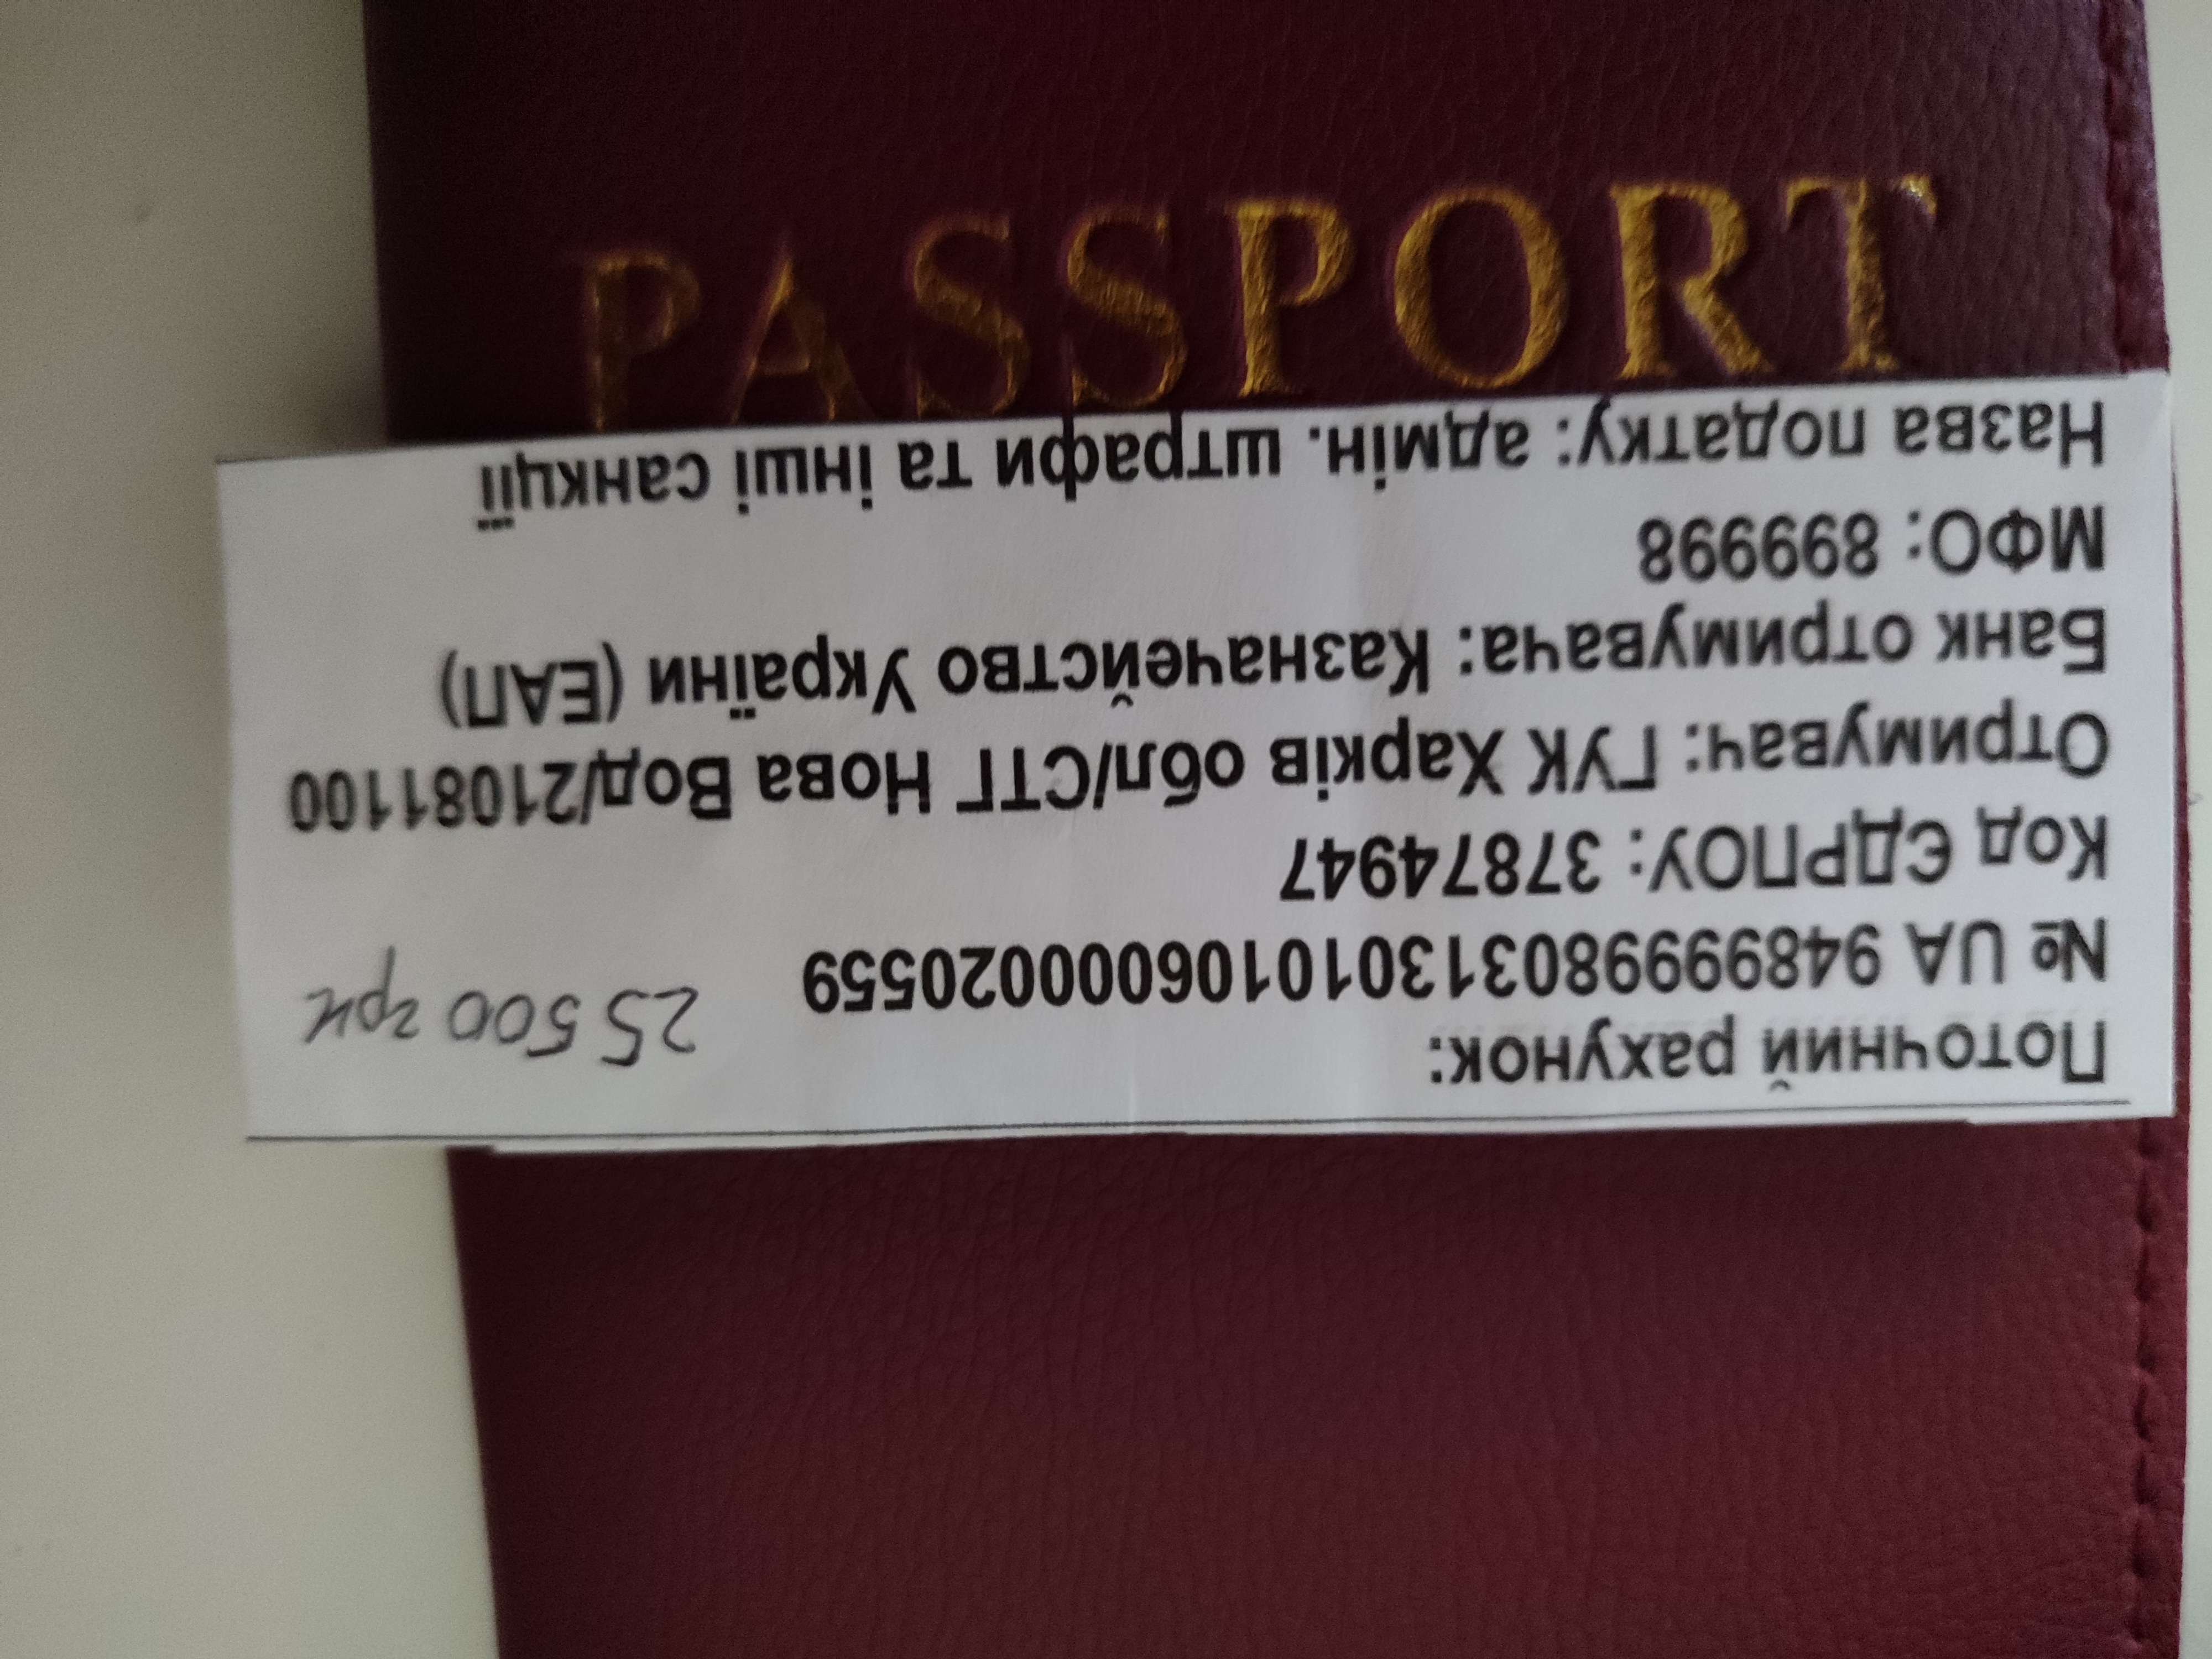 PASSPORT
Поточний рахунок:
№ UA 948999980313010106000020559
25 500 грн
Код ЄДРПОУ: 37874947
Отримувач: ГУК Харків обл/СТГ Нова Вод/21081100
Банк отримувача: Казначейство України (ЕАП)
МФО: 899998
Назва податку: адмін. штрафи та інші санкції